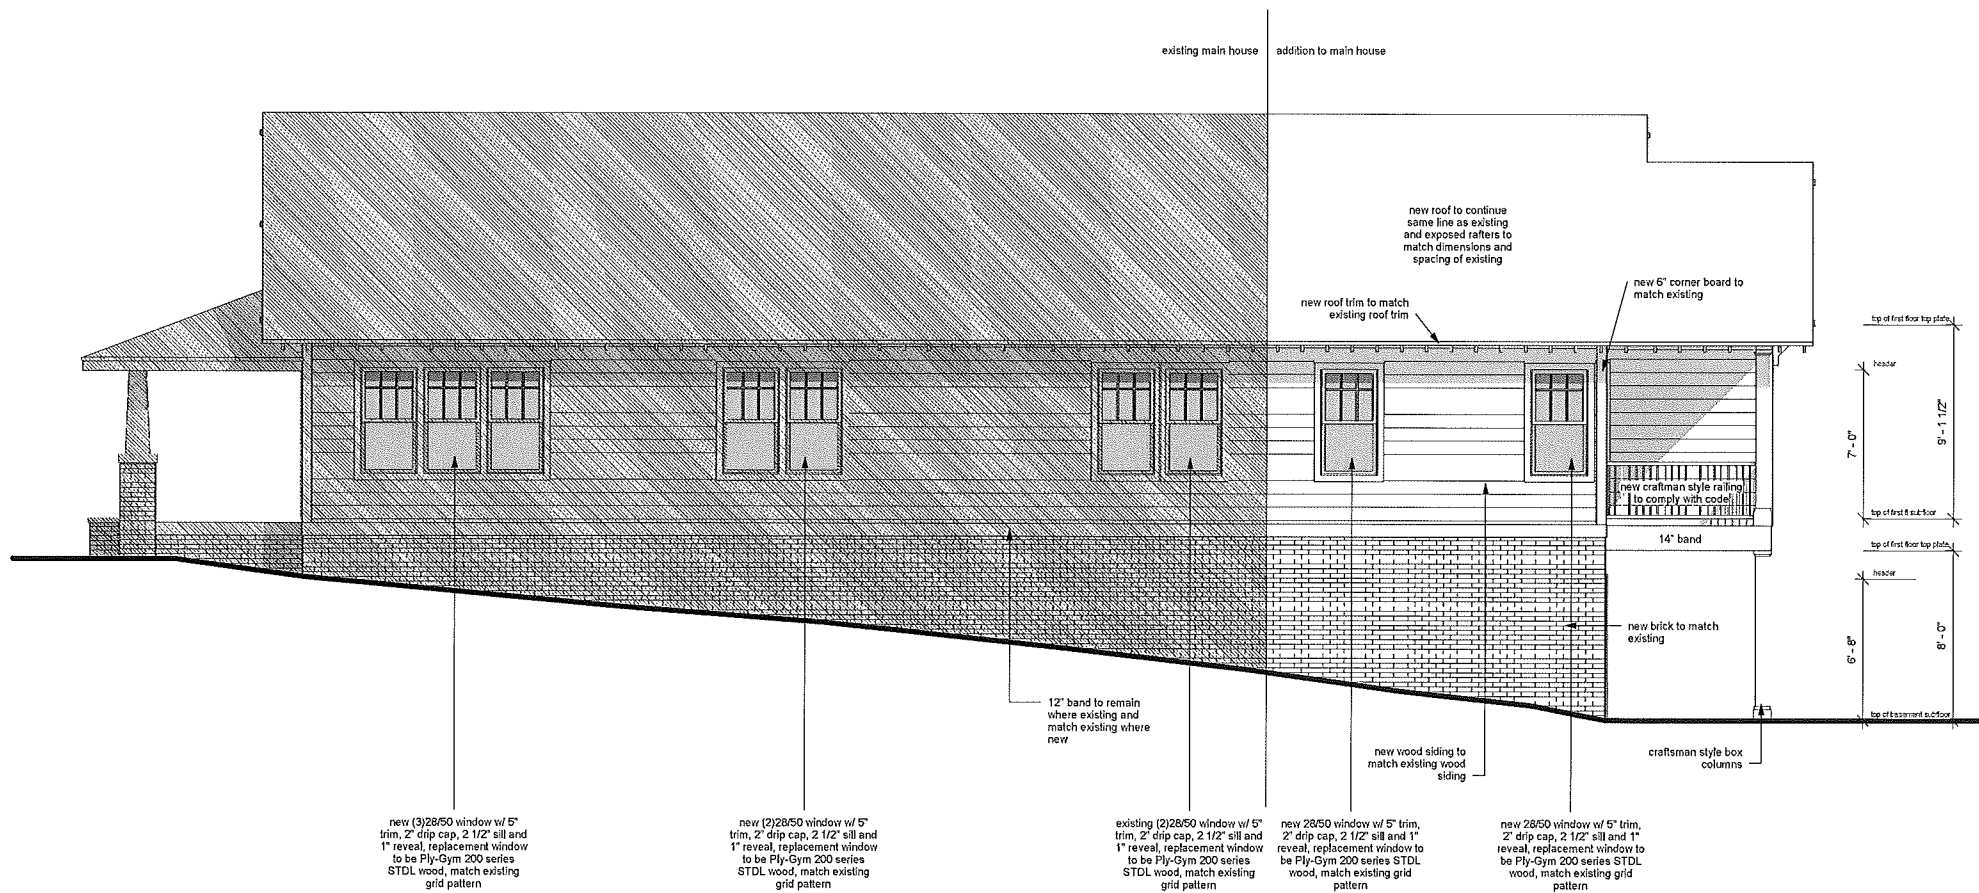 existing main house
addition to main house
new roof to continue
same line as existing
and exposed rafters to
match dimensions and
spacing of existing
new 6" corner board to
match existing
new roof trim to match
existing roof trim
top of first floor top plate
header
7' - 0"
9' - 1 1/2"
new craftman style railing
to comply with code
top of first fl subfloor
14" band
top of first floor top plate
header
new brick to match
existing
6' - 8"
8' - 0"
12" band to remain
where existing and
match existing where
new
top of basement subfloor
new wood siding to
match existing wood
siding
craftsman style box
columns
new (3)28/50 window w/ 5"
trim, 2" drip cap, 2 1/2" sill and
1" reveal, replacement window
to be Ply-Gym 200 series
STDL wood, match existing
grid pattern
new (2)28/50 window w/ 5"
trim, 2" drip cap, 2 1/2" sill and
1" reveal, replacement window
to be Ply-Gym 200 series
STDL wood, match existing
grid pattern
existing (2)28/50 window w/ 5"
trim, 2" drip cap, 2 1/2" sill and
1" reveal, replacement window
to be Ply-Gym 200 series
STDL wood, match existing
grid pattern
new 28/50 window w/ 5" trim,
2" drip cap, 2 1/2" sill and 1"
reveal, replacement window to
be Ply-Gym 200 series STDL
wood, match existing grid
pattern
new 28/50 window w/ 5" trim,
2" drip cap, 2 1/2" sill and 1"
reveal, replacement window to
be Ply-Gym 200 series STDL
wood, match existing grid
pattern